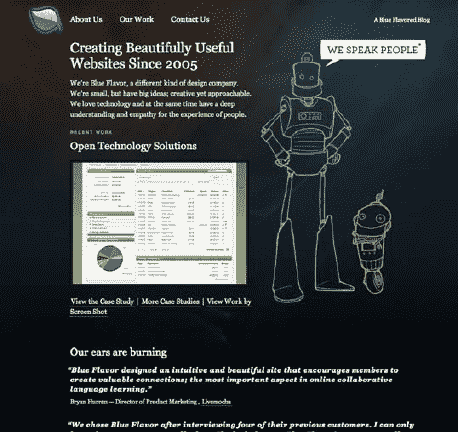 About Us Our Work Contact Us A Blue Flavored Blog
Creating Beautifully Useful
Websites Since 2005
WE SPEAK PEOPLE*
We're Blue Flavor, a different kind of design company.
We're small, but have big ideas; creative yet approachable.
We love technology and at the same time have a deep
understanding and empathy for the experience of people.
RECENT WORK
Open Technology Solutions
View the Case Study | More Case Studies | View Work by
Screen Shot
Our ears are burning
"Blue Flavor designed an intuitive and beautiful site that encourages members to
create valuable connections; the most important aspect in online collaborative
language learning."
Bryan — Director of Product Marketing, Livemocha
"We chose Blue Flavor after interviewing four of their previous customers. I can only